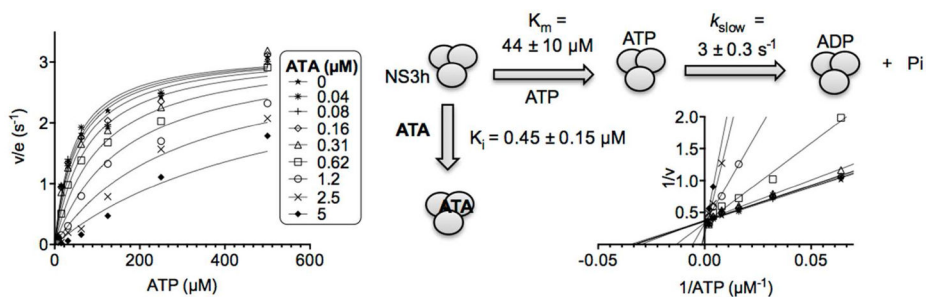 v/e (s⁻¹)
3
2
1
0
0
200
400
600
ATP (µM)
ATA (µM)
0
0.04
0.08
0.16
0.31
0.62
1.2
2.5
5
NS3h
K_m =
44 ± 10 µM
ATP
ATP
k_slow =
3 ± 0.3 s⁻¹
ADP
+ Pi
ATA
K_i = 0.45 ± 0.15 µM
ATA
1/v
2.0
1.5
1.0
0.5
-0.05
0.00
0.05
1/ATP (µM⁻¹)